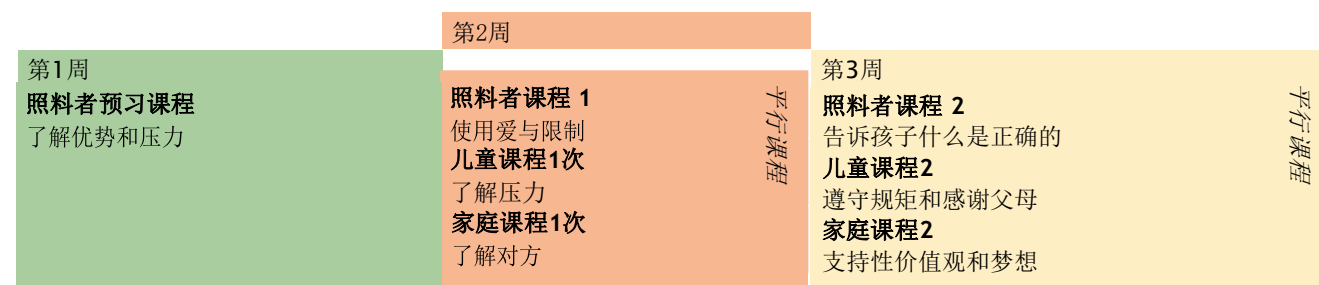 第1周
照料者预习课程
了解优势和压力
第2周
照料者课程 1
使用爱与限制
儿童课程1次
了解压力
家庭课程1次
了解对方
平行课程
第3周
照料者课程 2
告诉孩子什么是正确的
儿童课程2
遵守规矩和感谢父母
家庭课程2
支持性价值观和梦想
平行课程